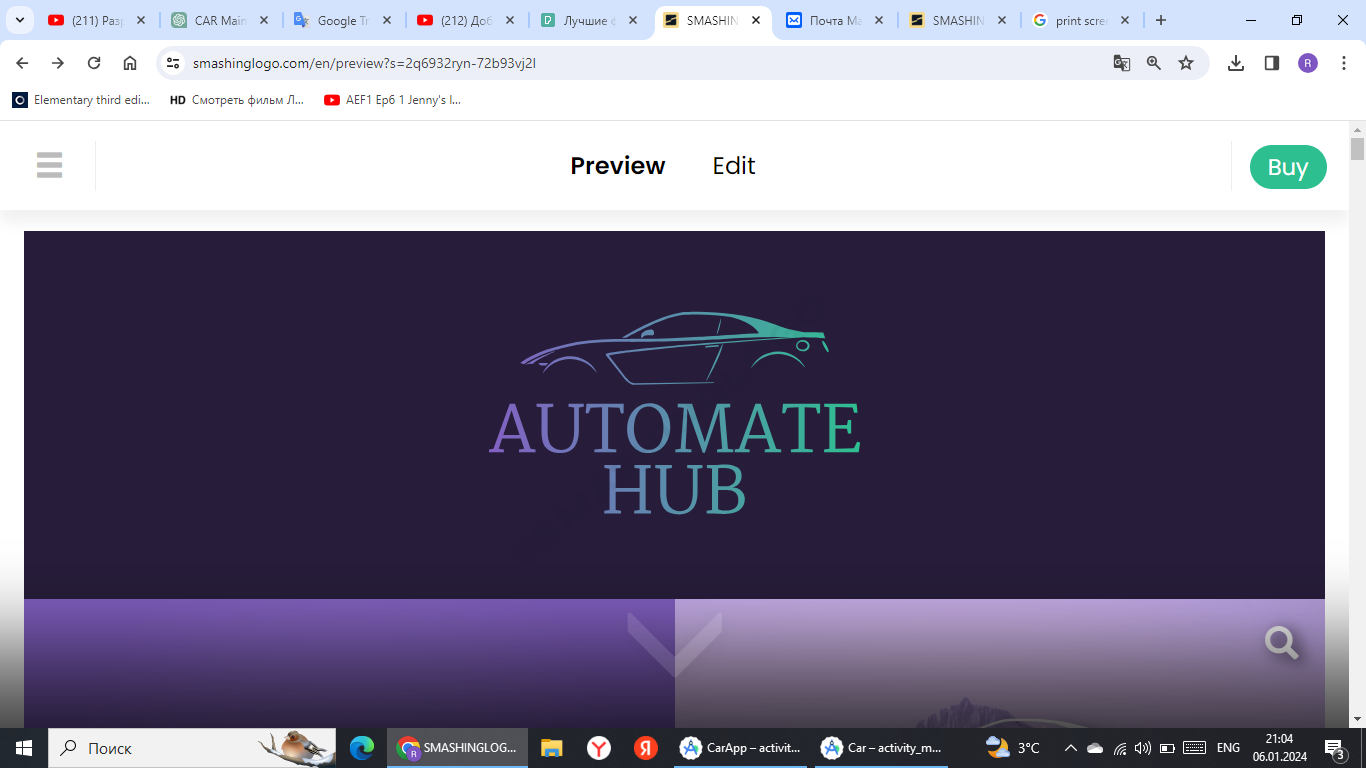 (211) Разр
CAR Main
Google Tr
(212) Доб
Лучшие ф
SMASHIN
Почта Ma
SMASHIN
print scre
smashinglogo.com/en/preview?s=2q6932ryn-72b93vj2l
R
Elementary third edi...
HD Смотреть фильм Л...
AEF1 Ep6 1 Jenny's l...
Preview
Edit
Buy
AUTOMATE
HUB
Поиск
SMASHINGLOG...
CarApp – activit...
Car – activity_m...
3°C
ENG
21:04
06.01.2024
3